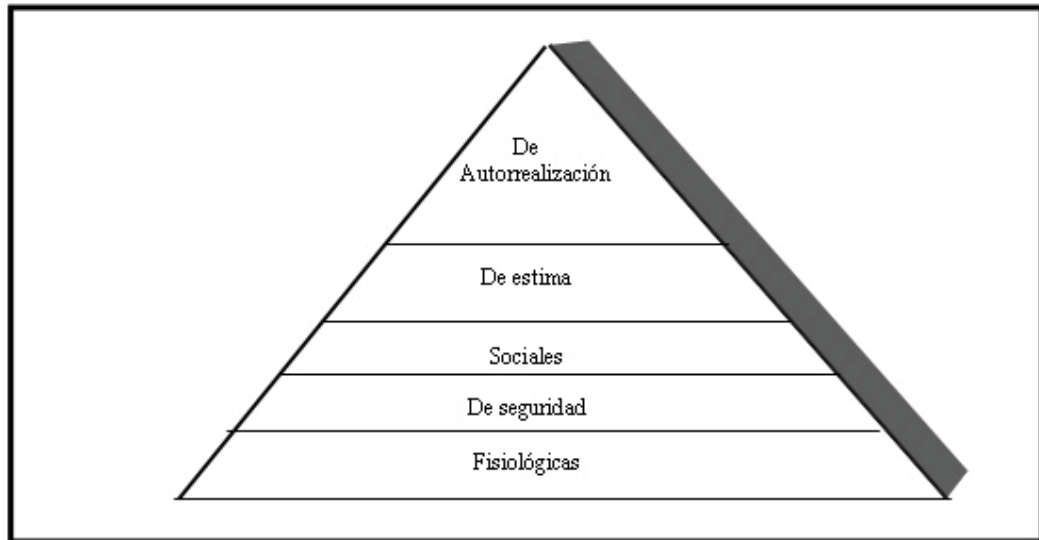 De
Autorrealización
De estima
Sociales
De seguridad
Fisiológicas